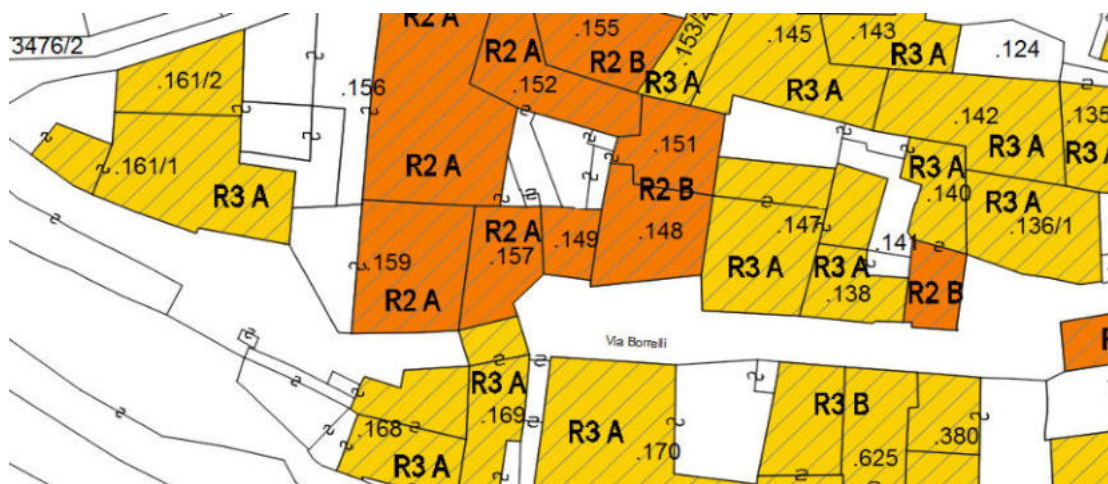 R2 A
.155
.153/2
.145
.143
3476/2
R2 A
R2 B
R3 A
R3 A
.124
.161/2
.156
.152
R3 A
.142
.135
.151
R3 A
R3 A
.161/1
R2 A
R2 B
R3 A
.140
R3 A
R3 A
.136/1
R2 A
.149
.148
.147
.141
.159
.157
R3 A
R3 A
R2 A
.138
R2 B
Via Borrelli
R3 A
.169
R3 B
.168
R3 A
.170
.380
R3 A
.625